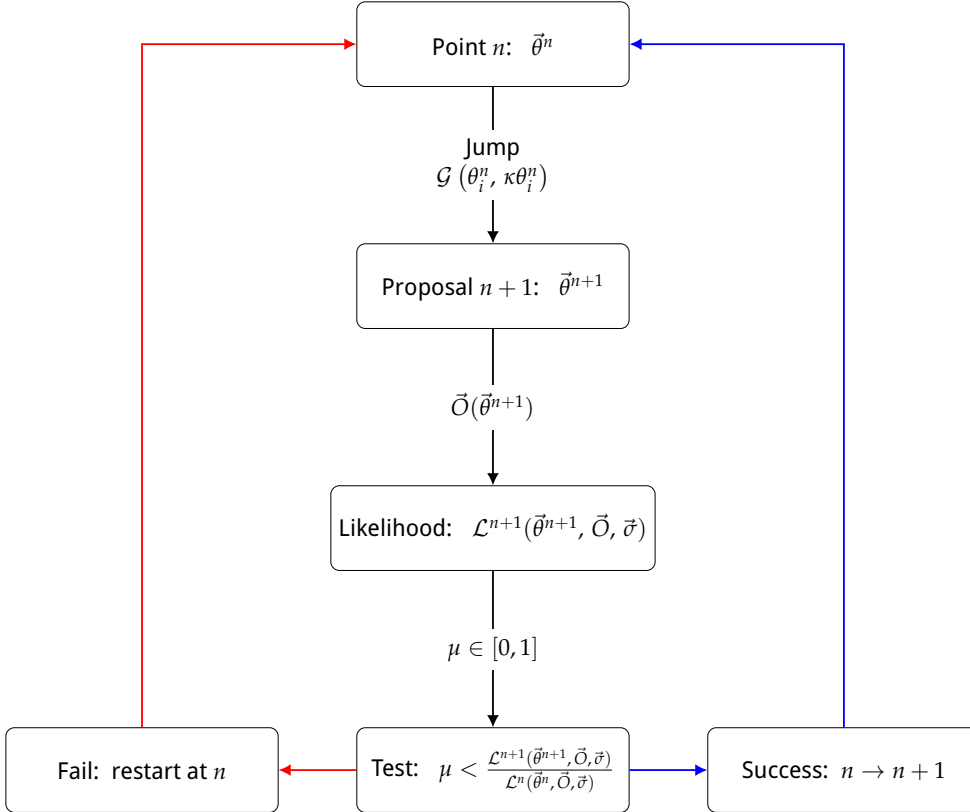 Point n: θ⃗ⁿ
Jump
𝒢 (θᵢⁿ, κθᵢⁿ)
Proposal n + 1: θ⃗ⁿ⁺¹
O⃗(θ⃗ⁿ⁺¹)
Likelihood: ℒⁿ⁺¹(θ⃗ⁿ⁺¹, O⃗, σ⃗)
μ ∈ [0, 1]
Fail: restart at n
Test: μ < ℒⁿ⁺¹(θ⃗ⁿ⁺¹,O⃗,σ⃗) / ℒⁿ(θ⃗ⁿ,O⃗,σ⃗)
Success: n → n + 1